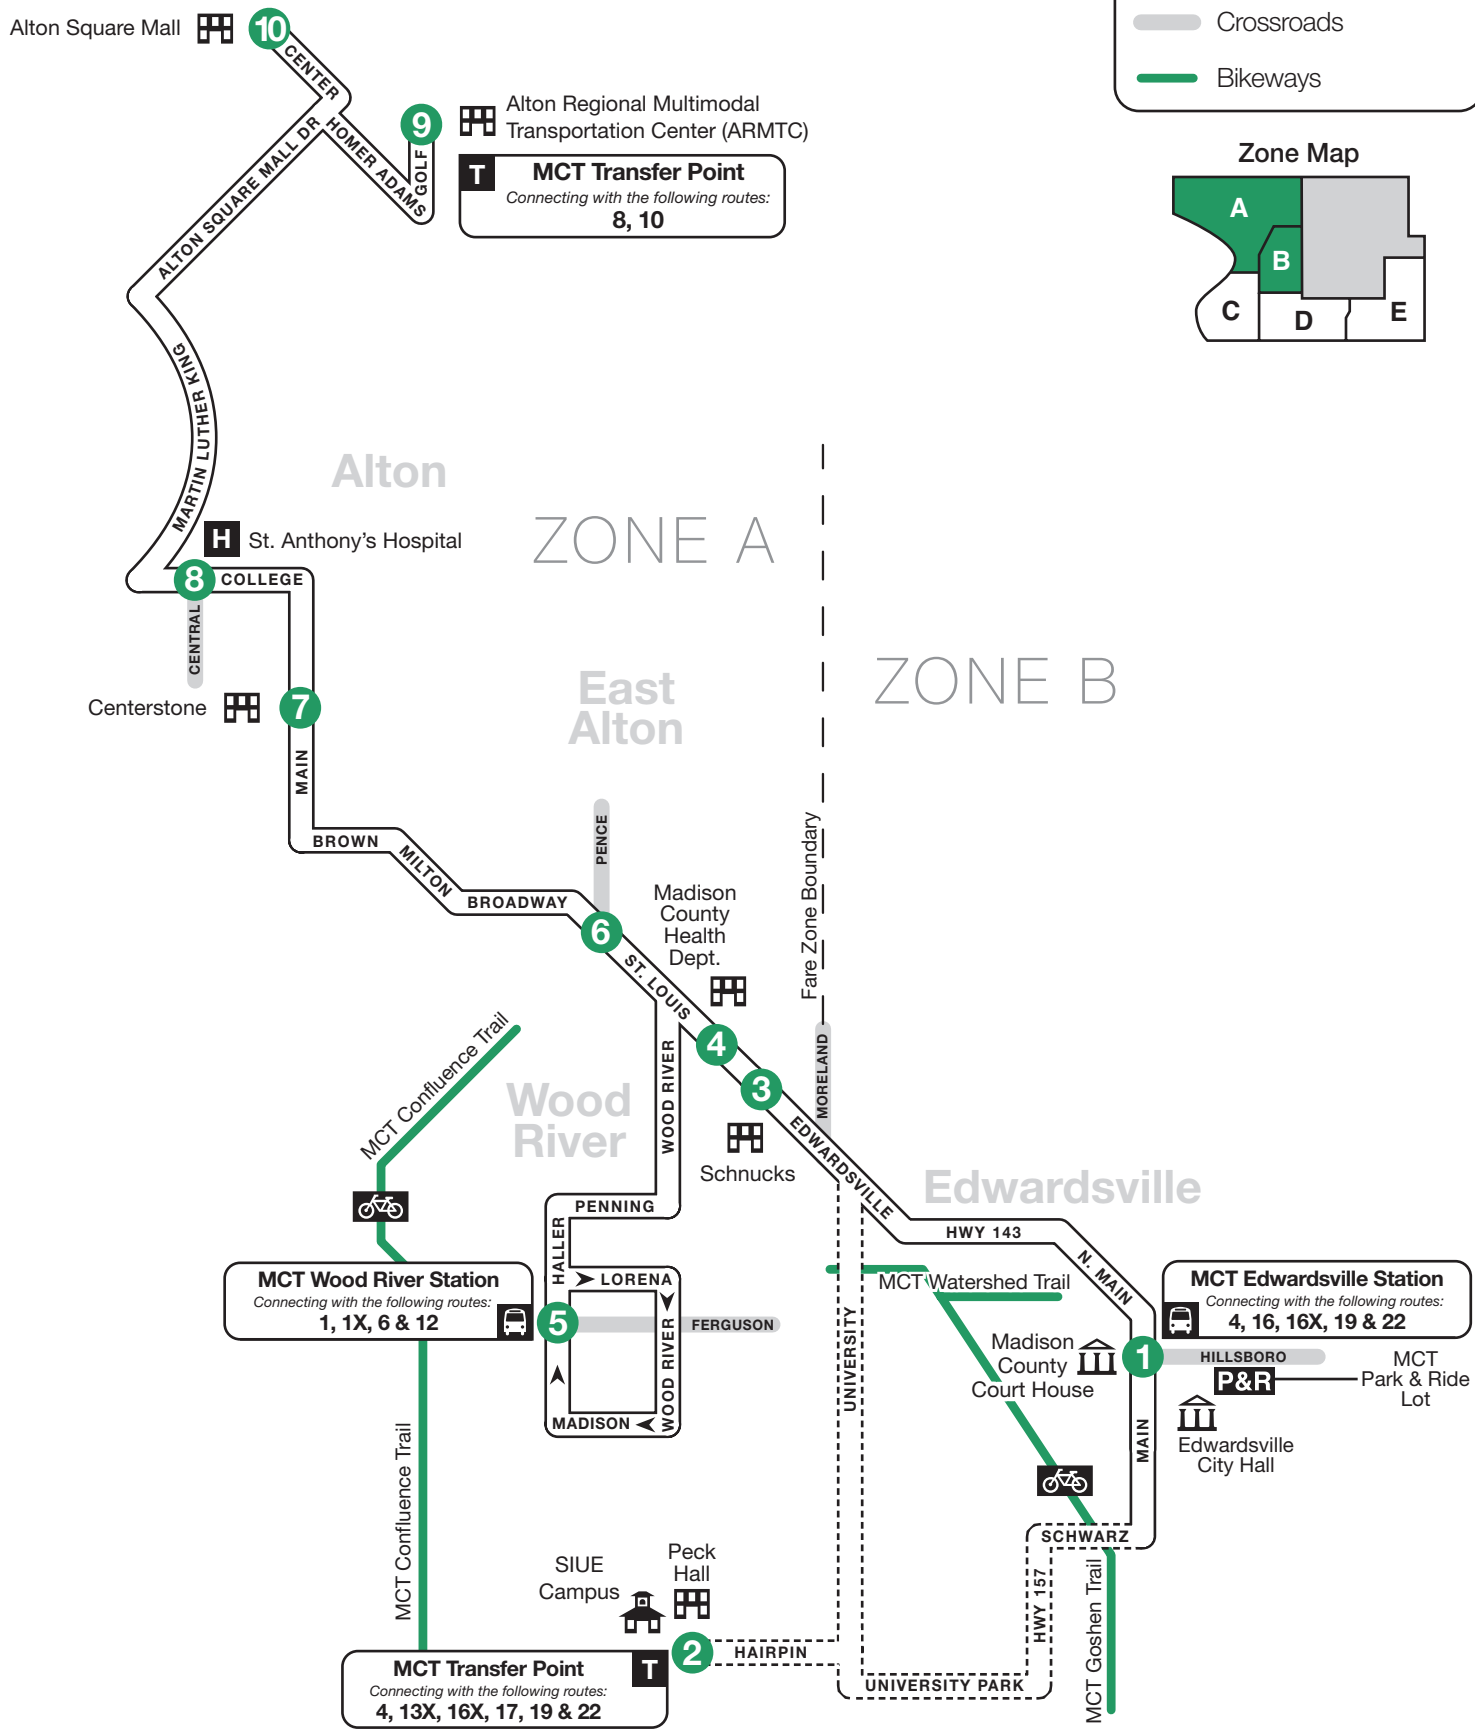 Alton Square Mall
10
CENTER
Crossroads
Bikeways
9
GOLF
Alton Regional Multimodal
Transportation Center (ARMTC)
HOMER ADAMS
ALTON SQUARE MALL DR
T
MCT Transfer Point
Connecting with the following routes:
8, 10
Zone Map
A
B
C
D
E
MARTIN LUTHER KING
Alton
ZONE A
H
St. Anthony's Hospital
8
COLLEGE
CENTRAL
ZONE B
East
Alton
Centerstone
7
MAIN
BROWN
MILTON
BROADWAY
PENCE
6
ST. LOUIS
Madison
County
Health
Dept.
Fare Zone Boundary
4
3
MORELAND
EDWARDSVILLE
Schnucks
MCT Confluence Trail
Wood
River
WOOD RIVER
PENNING
HALLER
LORENA
Edwardsville
HWY 143
N. MAIN
MCT Wood River Station
Connecting with the following routes:
1, 1X, 6 & 12
5
FERGUSON
WOOD RIVER
MADISON
MCT Watershed Trail
UNIVERSITY
MCT Edwardsville Station
Connecting with the following routes:
4, 16, 16X, 19 & 22
Madison
County
Court House
1
HILLSBORO
P&R
MCT
Park & Ride
Lot
MAIN
Edwardsville
City Hall
MCT Confluence Trail
SCHWARZ
HWY 157
MCT Goshen Trail
SIUE
Campus
Peck
Hall
2
HAIRPIN
UNIVERSITY PARK
MCT Transfer Point
T
Connecting with the following routes:
4, 13X, 16X, 17, 19 & 22